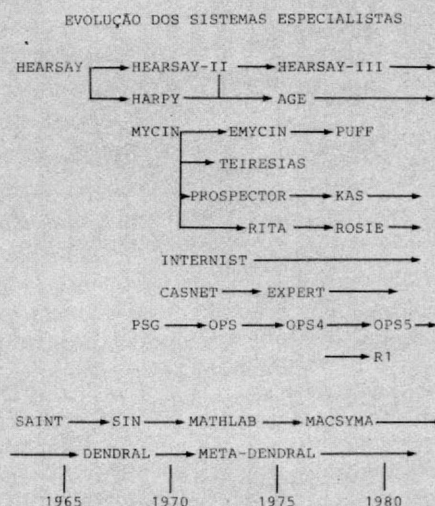 EVOLUÇÃO DOS SISTEMAS ESPECIALISTAS
HEARSAY HEARSAY-II HEARSAY-III
HARPY AGE
MYCIN EMYCIN PUFF
TEIRESIAS
PROSPECTOR KAS
RITA ROSIE
INTERNIST
CASNET EXPERT
PSG OPS OPS4 OPS5
R1
SAINT SIN MATHLAB MACSYMA
DENDRAL META-DENDRAL
1965 1970 1975 1980